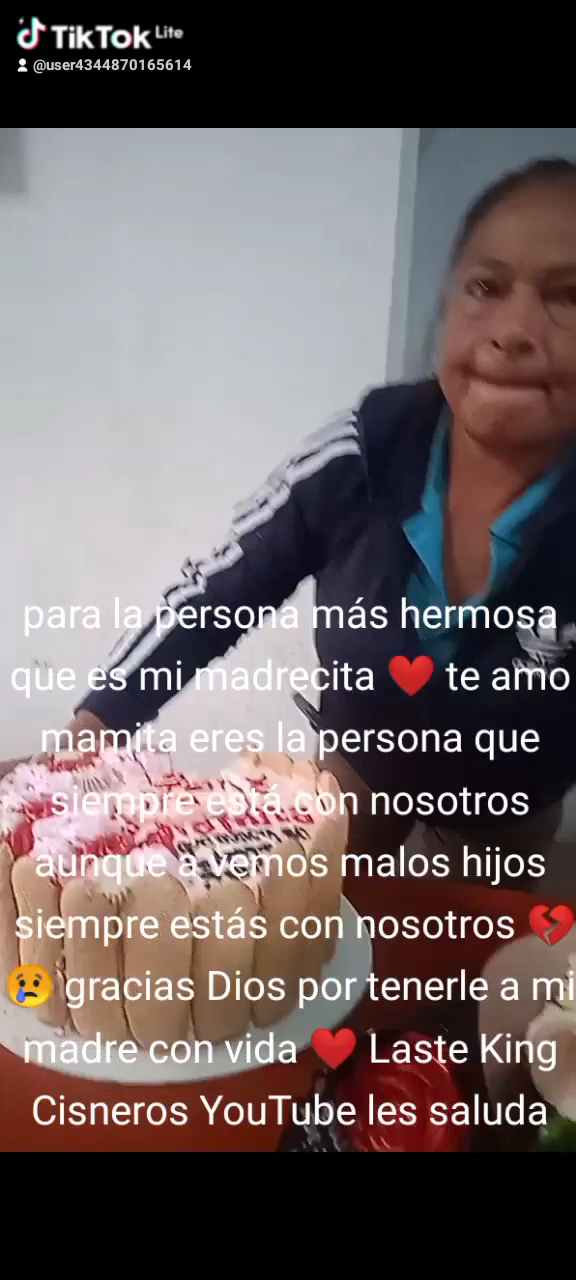 TikTok Lite
@user4344870165614
para la persona más hermosa
que es mi madrecita ❤️ te amo
mamita eres la persona que
siempre está con nosotros
aunque a vemos malos hijos
siempre estás con nosotros 💔
😢 gracias Dios por tenerle a mi
madre con vida ❤️ Laste King
Cisneros YouTube les saluda